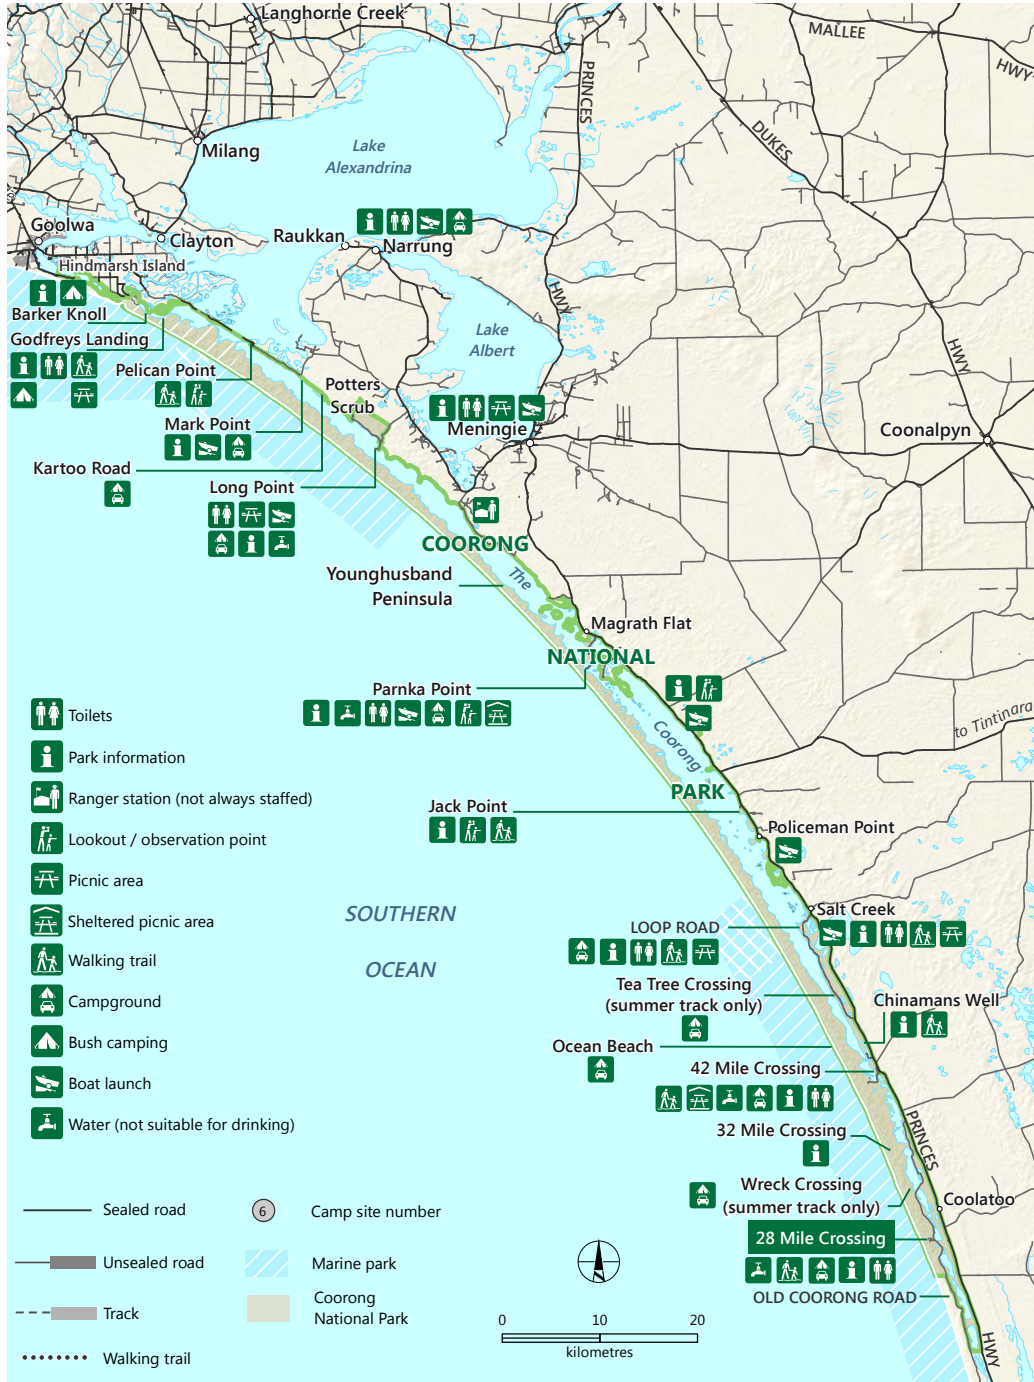 Langhorne Creek
MALLEE
HWY
PRINCES
DUKES
Milang
Lake
Alexandrina
Goolwa
Clayton
Raukkan
Narrung
Hindmarsh Island
HWY
Barker Knoll
Godfreys Landing
Lake
Albert
HWY
Pelican Point
Potters
Scrub
Mark Point
Meningie
Coonalpyn
Kartoo Road
Long Point
COORONG
The
Younghusband
Peninsula
Magrath Flat
NATIONAL
Parnka Point
Coorong
to Tintinara
PARK
Jack Point
Policeman Point
Toilets
Park information
Ranger station (not always staffed)
Lookout / observation point
Picnic area
Sheltered picnic area
Walking trail
Campground
Bush camping
Boat launch
Water (not suitable for drinking)
SOUTHERN
OCEAN
Salt Creek
LOOP ROAD
Tea Tree Crossing
(summer track only)
Chinamans Well
Ocean Beach
42 Mile Crossing
PRINCES
32 Mile Crossing
Wreck Crossing
(summer track only)
Coolatoo
28 Mile Crossing
OLD COORONG ROAD
HWY
Sealed road
6 Camp site number
Unsealed road
Marine park
Track
Coorong
National Park
Walking trail
0 10 20
kilometres